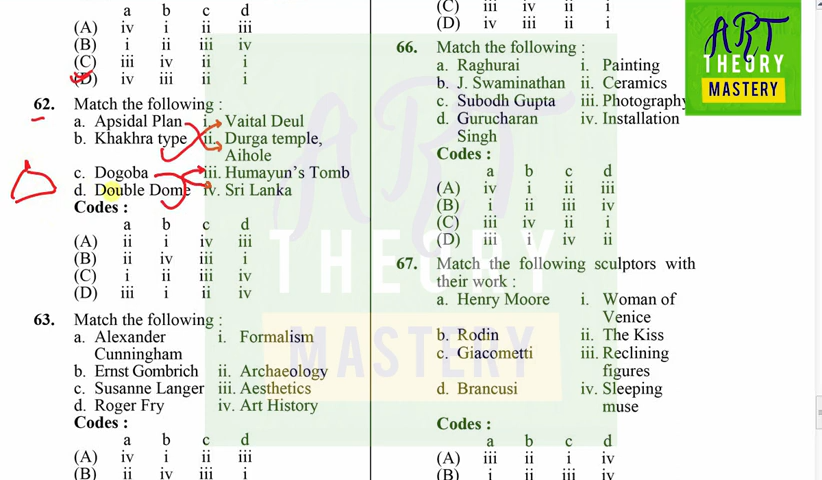 a b c d
(A) iv i ii iii
(B) i ii iii iv
(C) iii iv ii i
(D) iv iii ii i
62. Match the following :
a. Apsidal Plan i. Vaital Deul
b. Khakhra type ii. Durga temple,
Aihole
c. Dogoba iii. Humayun's Tomb
d. Double Dome iv. Sri Lanka
Codes :
a b c d
(A) ii i iv iii
(B) ii iv iii i
(C) i ii iii iv
(D) iii i ii iv
63. Match the following :
a. Alexander i. Formalism
Cunningham
b. Ernst Gombrich ii. Archaeology
c. Susanne Langer iii. Aesthetics
d. Roger Fry iv. Art History
Codes :
a b c d
(A) iv i ii iii
(B) ii iv iii i
(C) iii iv ii i
(D) iv iii ii i
66. Match the following :
a. Raghurai i. Painting
b. J. Swaminathan ii. Ceramics
c. Subodh Gupta iii. Photography
d. Gurucharan iv. Installation
Singh
Codes :
a b c d
(A) iv i ii iii
(B) i ii iii iv
(C) iii iv ii i
(D) iii i iv ii
67. Match the following sculptors with
their work :
a. Henry Moore i. Woman of
Venice
b. Rodin ii. The Kiss
c. Giacometti iii. Reclining
figures
d. Brancusi iv. Sleeping
muse
Codes :
a b c d
(A) iii ii i iv
(B) i ii iii iv
ART
THEORY
MASTERY
THEORY
MASTERY